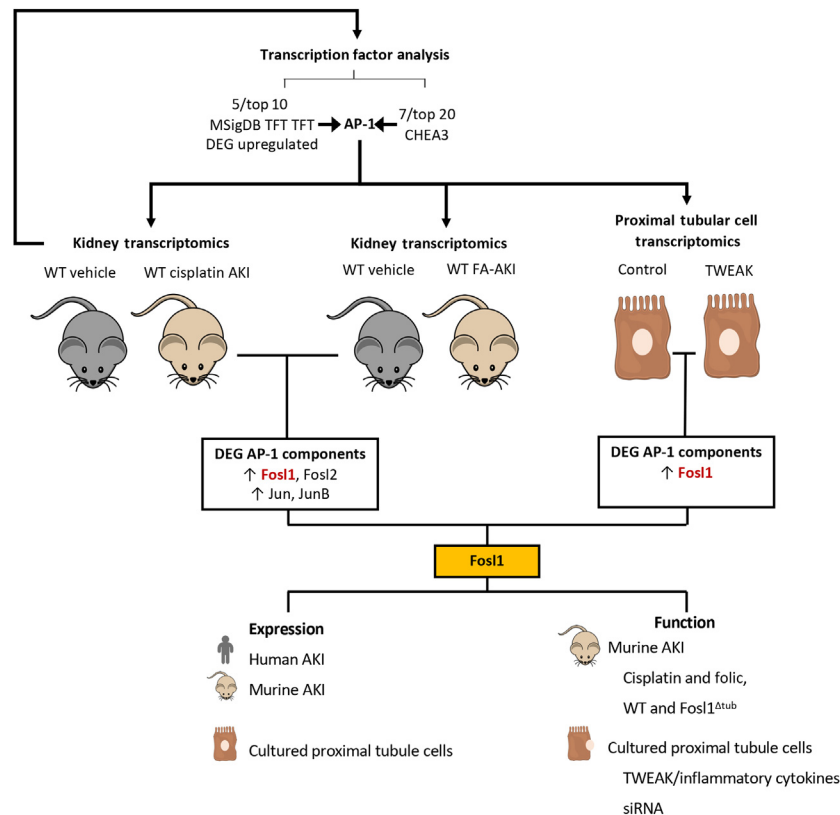 Transcription factor analysis
5/top 10
MSigDB TFT TFT
DEG upregulated
AP-1
7/top 20
CHEA3
Kidney transcriptomics
WT vehicle WT cisplatin AKI
Kidney transcriptomics
WT vehicle WT FA-AKI
Proximal tubular cell
transcriptomics
Control TWEAK
DEG AP-1 components
↑ Fosl1, Fosl2
↑ Jun, JunB
DEG AP-1 components
↑ Fosl1
Fosl1
Expression
Human AKI
Murine AKI
Cultured proximal tubule cells
Function
Murine AKI
Cisplatin and folic,
WT and Fosl1Δtub
Cultured proximal tubule cells
TWEAK/inflammatory cytokines
siRNA